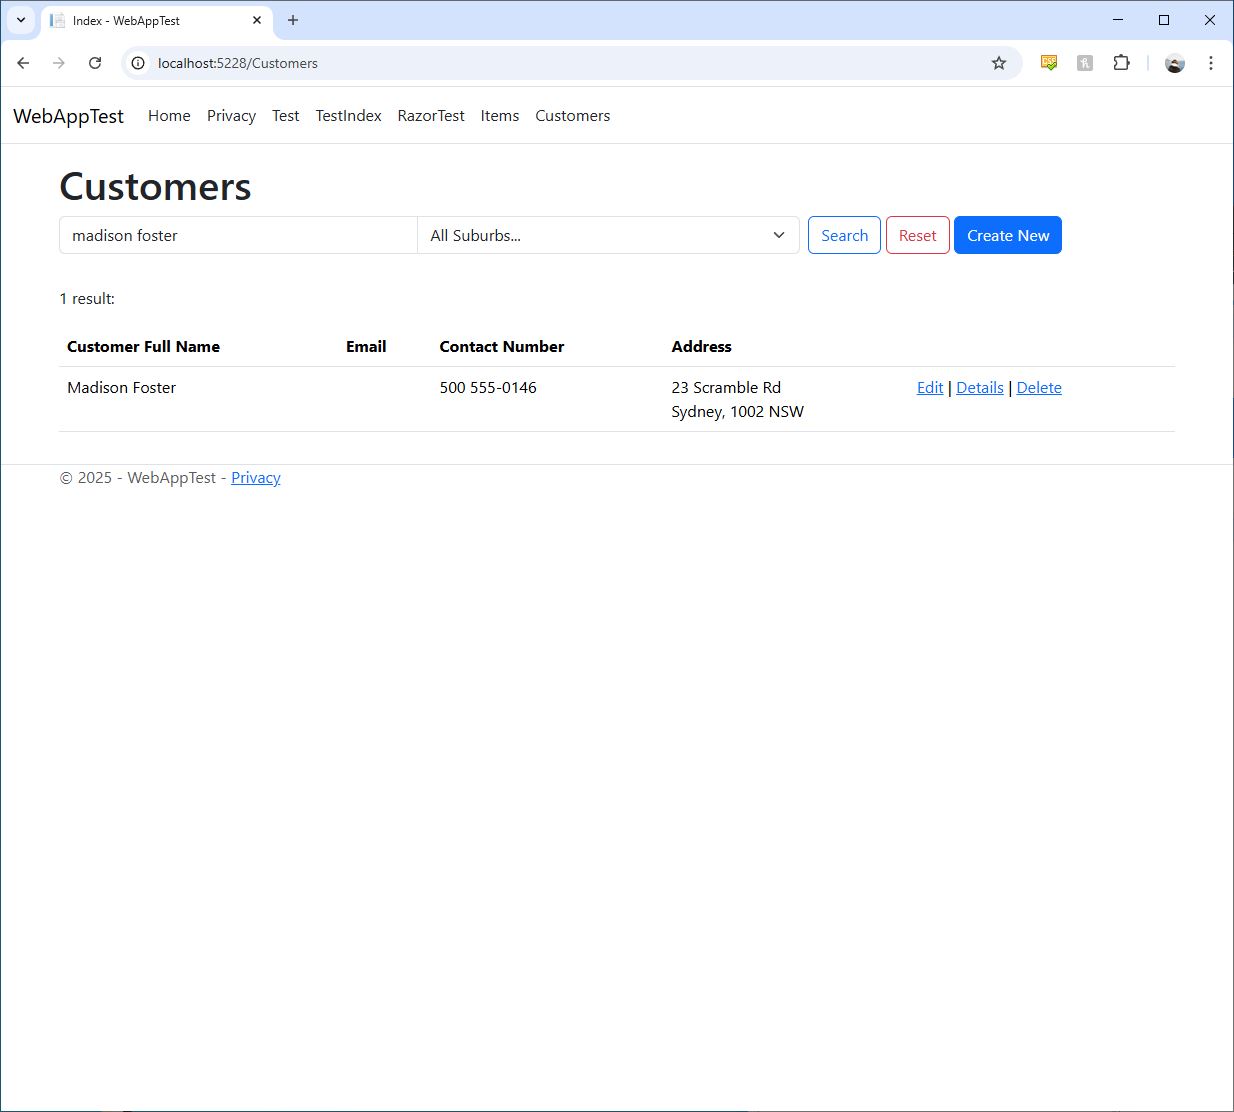 Index - WebAppTest
localhost:5228/Customers
WebAppTest Home Privacy Test TestIndex RazorTest Items Customers
Customers
madison foster All Suburbs... Search Reset Create New
1 result:
Customer Full Name Email Contact Number Address
Madison Foster 500 555-0146 23 Scramble Rd Edit | Details | Delete
Sydney, 1002 NSW
© 2025 - WebAppTest - Privacy